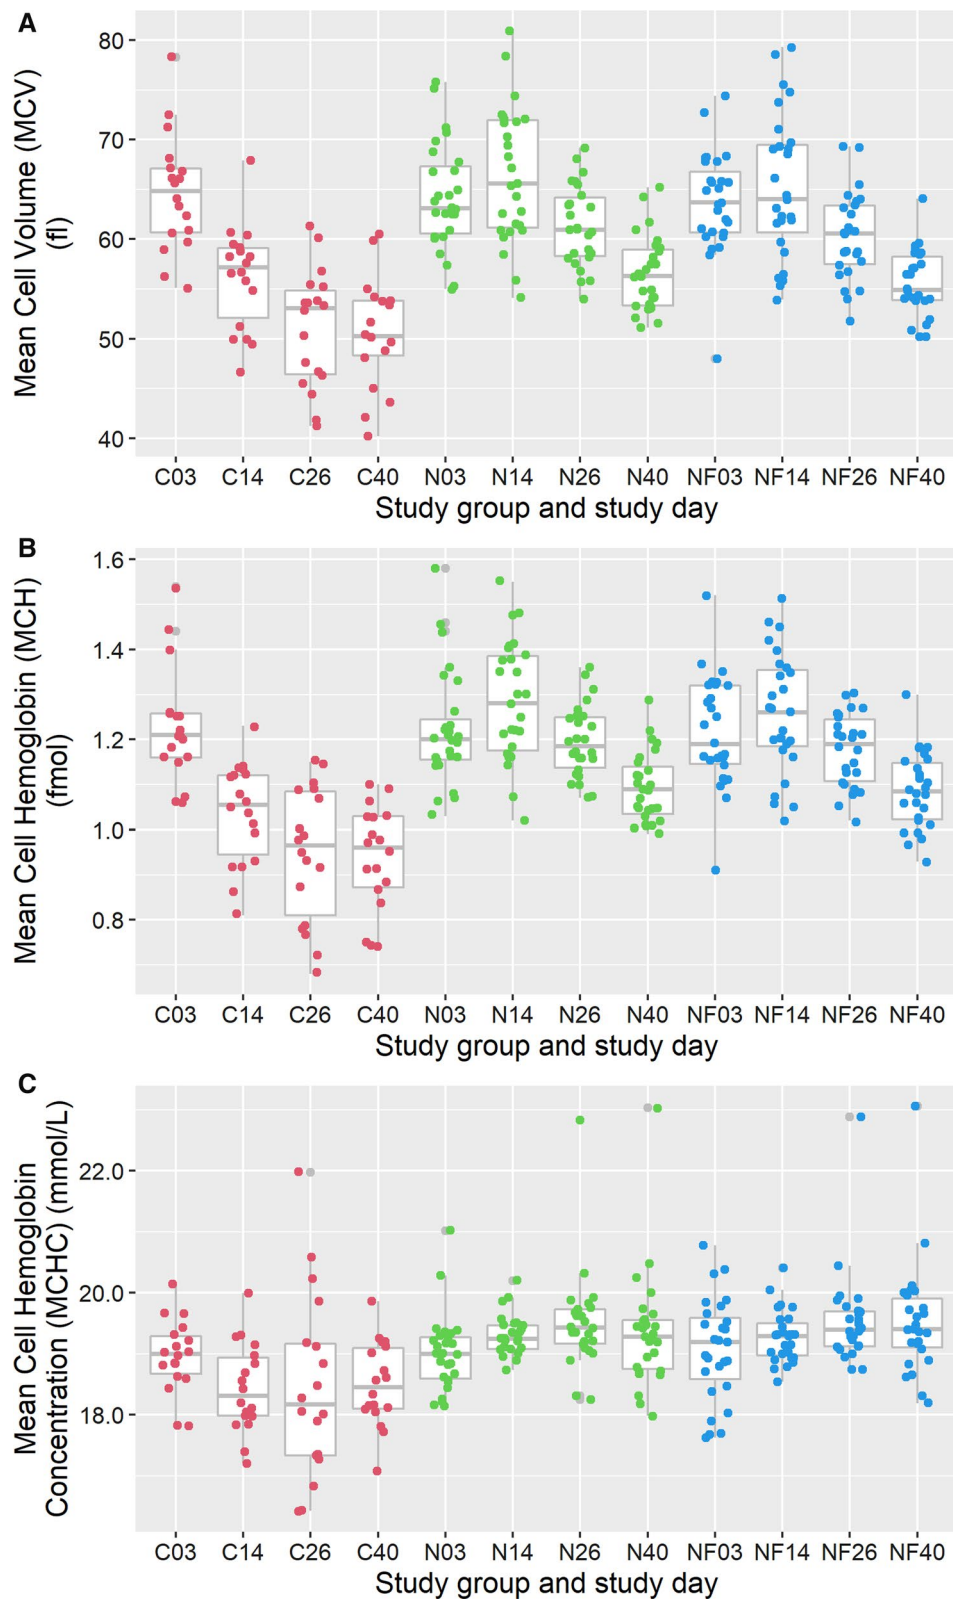 A
Mean Cell Volume (MCV)
(fl)
80
70
60
50
40
C03 C14 C26 C40 N03 N14 N26 N40 NF03 NF14 NF26 NF40
Study group and study day
B
Mean Cell Hemoglobin (MCH)
(fmol)
1.6
1.4
1.2
1.0
0.8
C03 C14 C26 C40 N03 N14 N26 N40 NF03 NF14 NF26 NF40
Study group and study day
C
Mean Cell Hemoglobin
Concentration (MCHC) (mmol/L)
22.0
20.0
18.0
C03 C14 C26 C40 N03 N14 N26 N40 NF03 NF14 NF26 NF40
Study group and study day